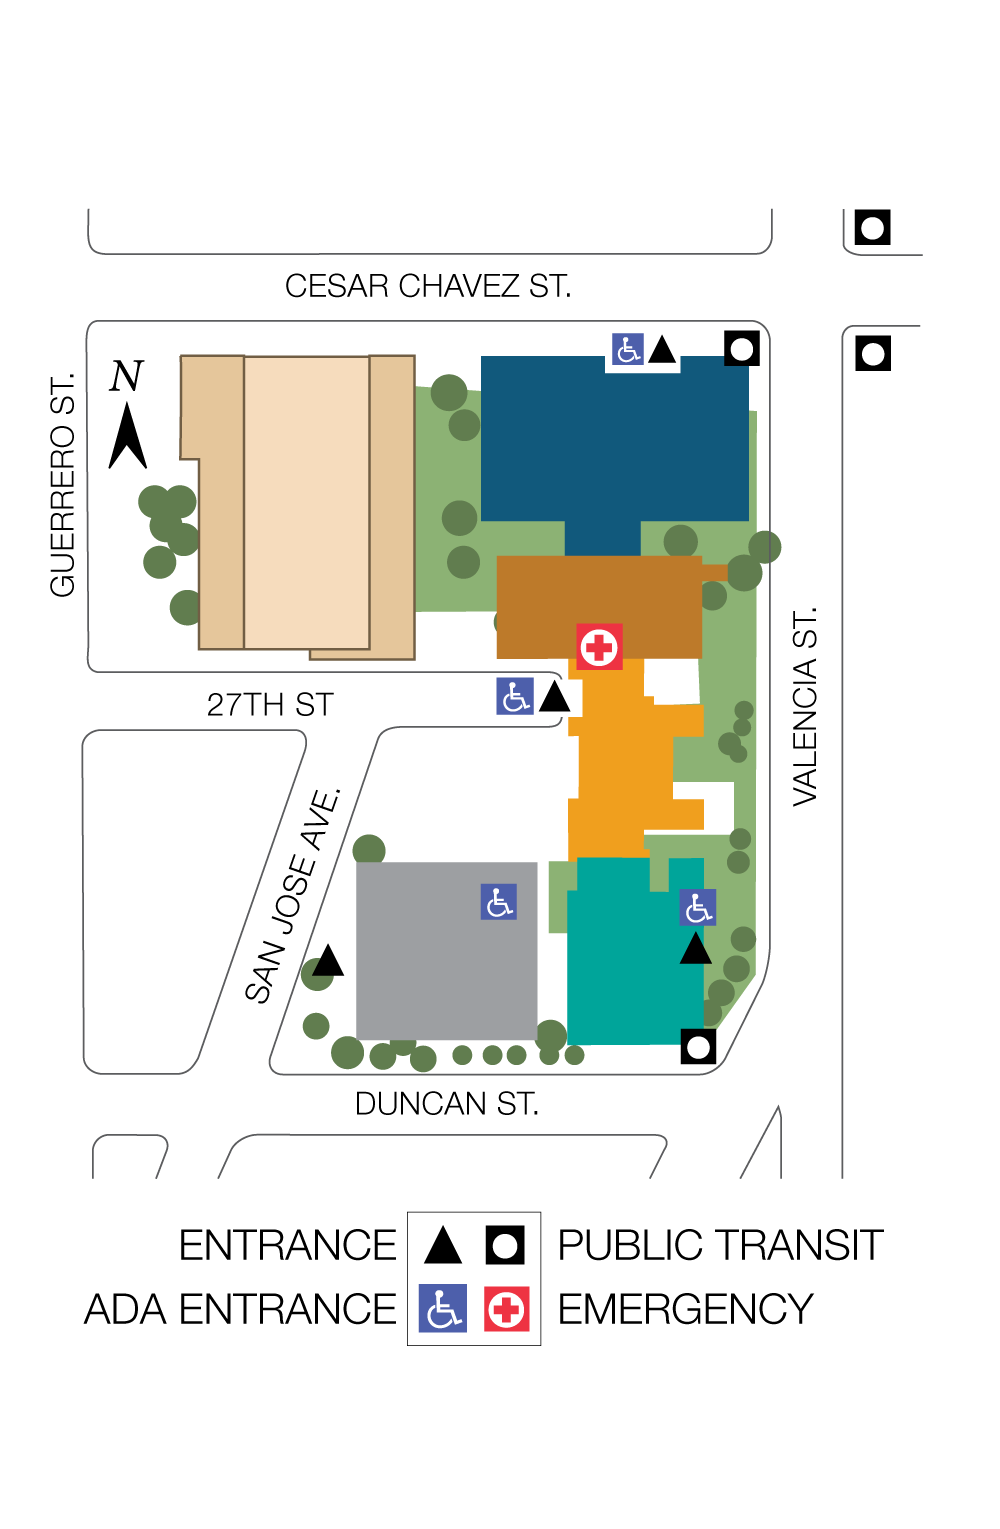 CESAR CHAVEZ ST.
N
GUERRERO ST.
27TH ST
VALENCIA ST.
SAN JOSE AVE.
DUNCAN ST.
ENTRANCE
PUBLIC TRANSIT
ADA ENTRANCE
EMERGENCY